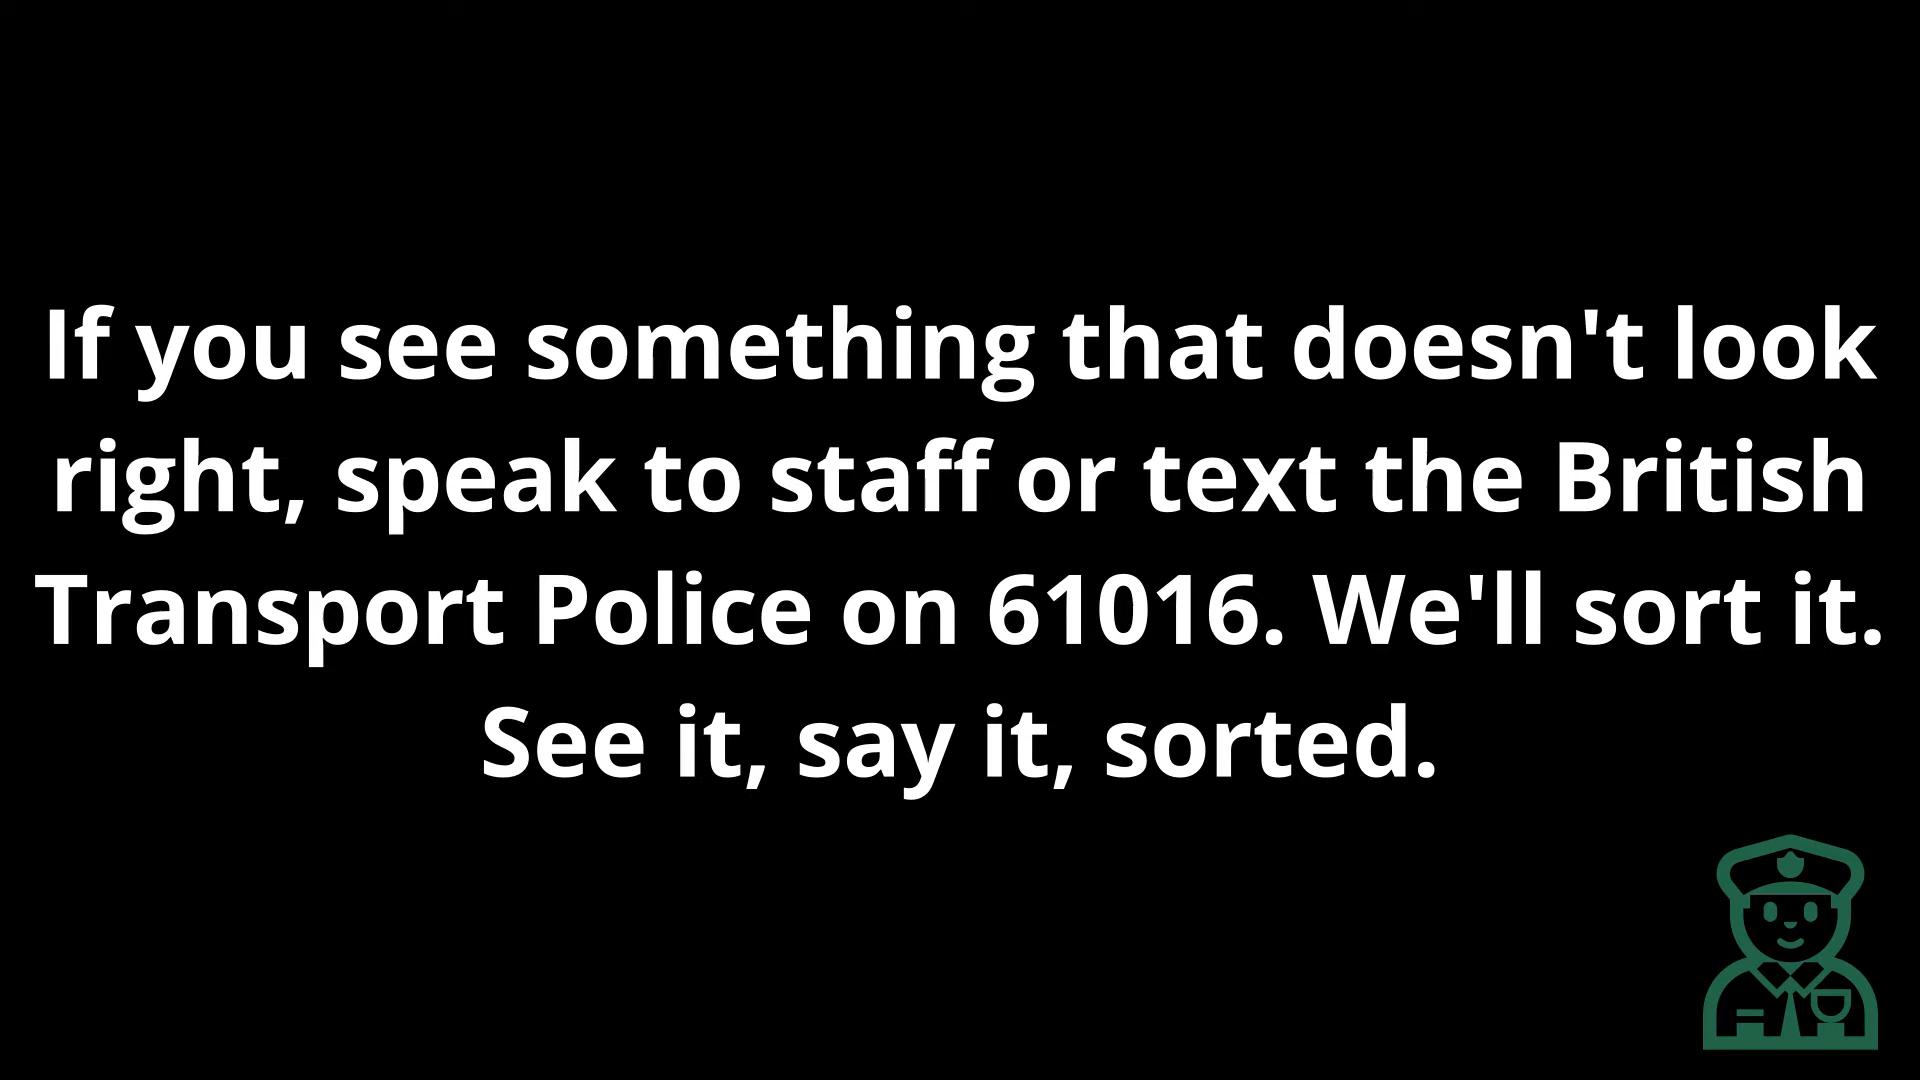 If you see something that doesn't look
right, speak to staff or text the British
Transport Police on 61016. We'll sort it.
See it, say it, sorted.